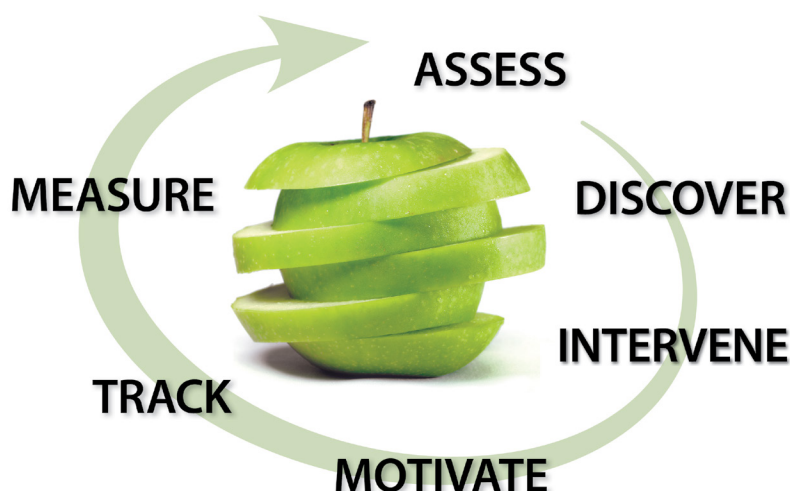 ASSESS
DISCOVER
INTERVENE
MOTIVATE
TRACK
MEASURE